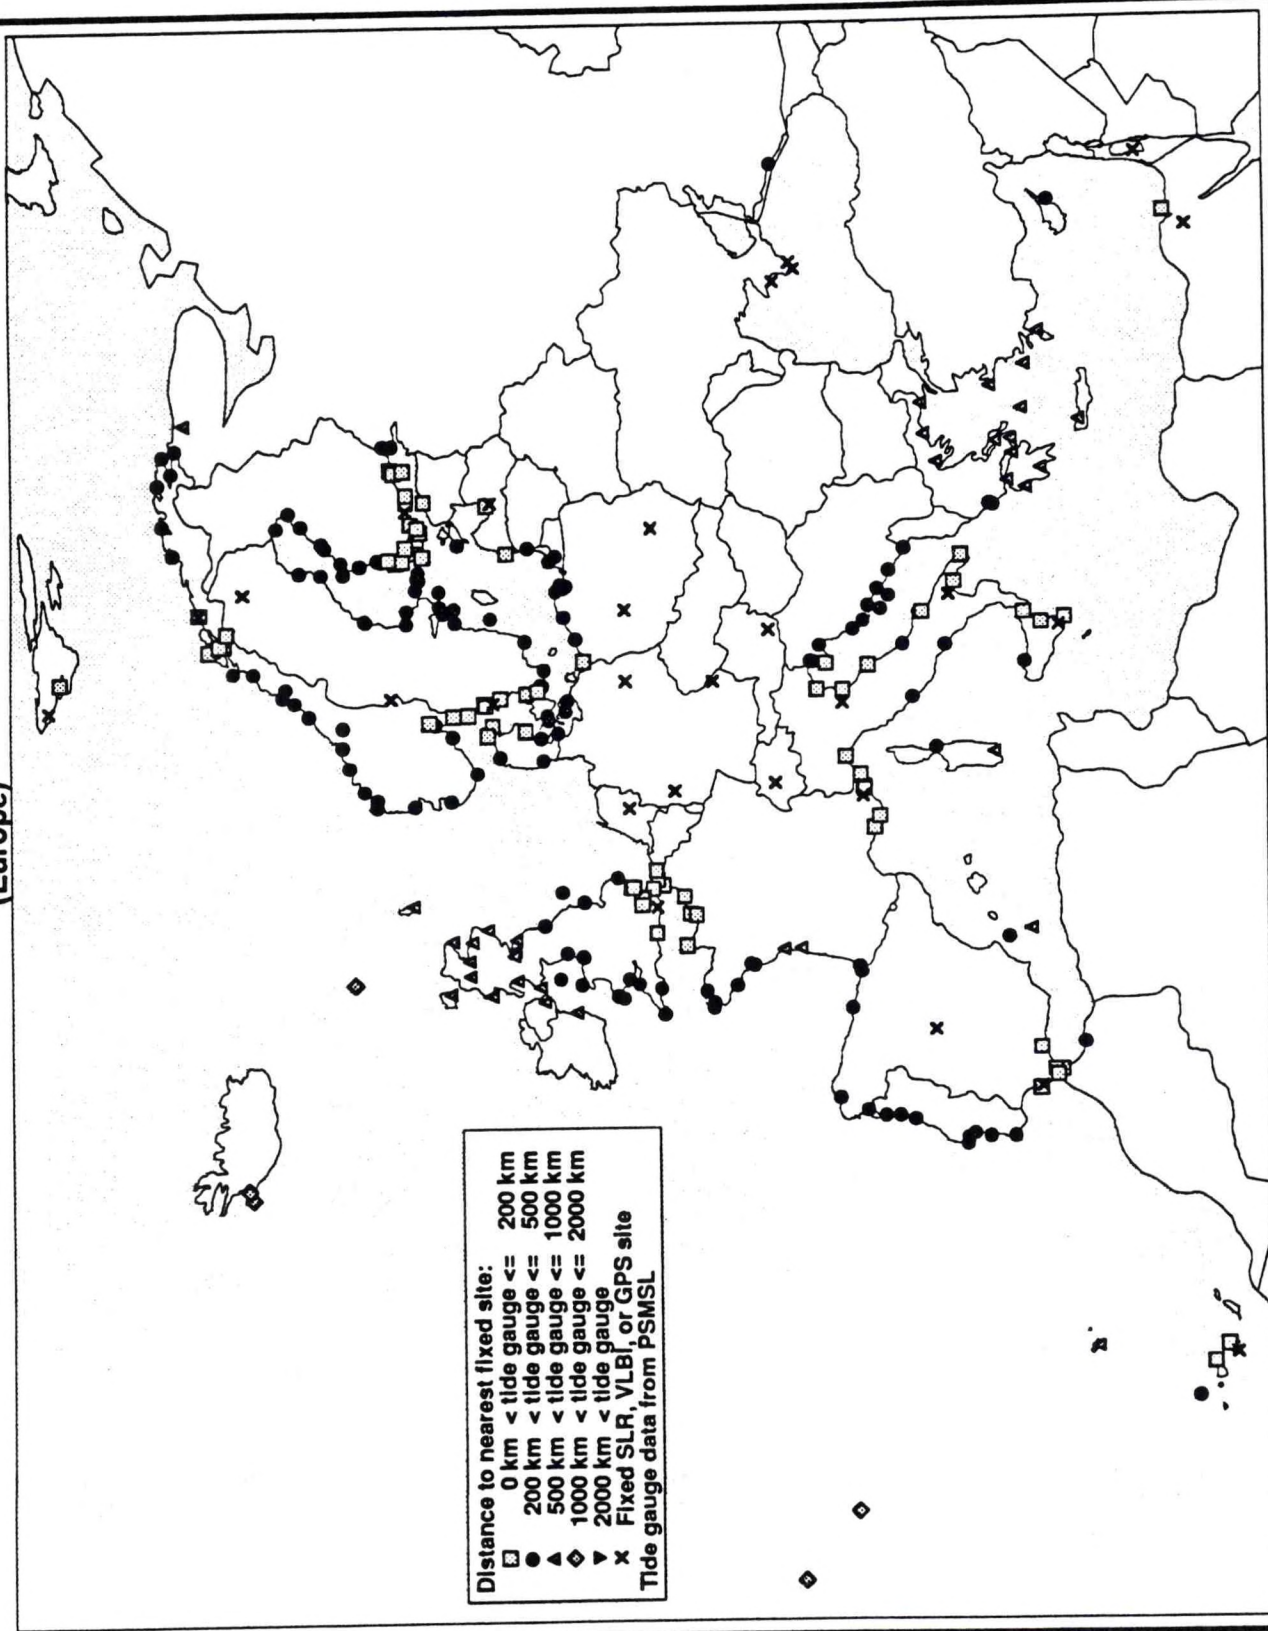 (Europe)
Distance to nearest fixed site:
0 km < tide gauge <= 200 km
200 km < tide gauge <= 500 km
500 km < tide gauge <= 1000 km
1000 km < tide gauge <= 2000 km
2000 km < tide gauge
Fixed SLR, VLBI, or GPS site
Tide gauge data from PSMSL